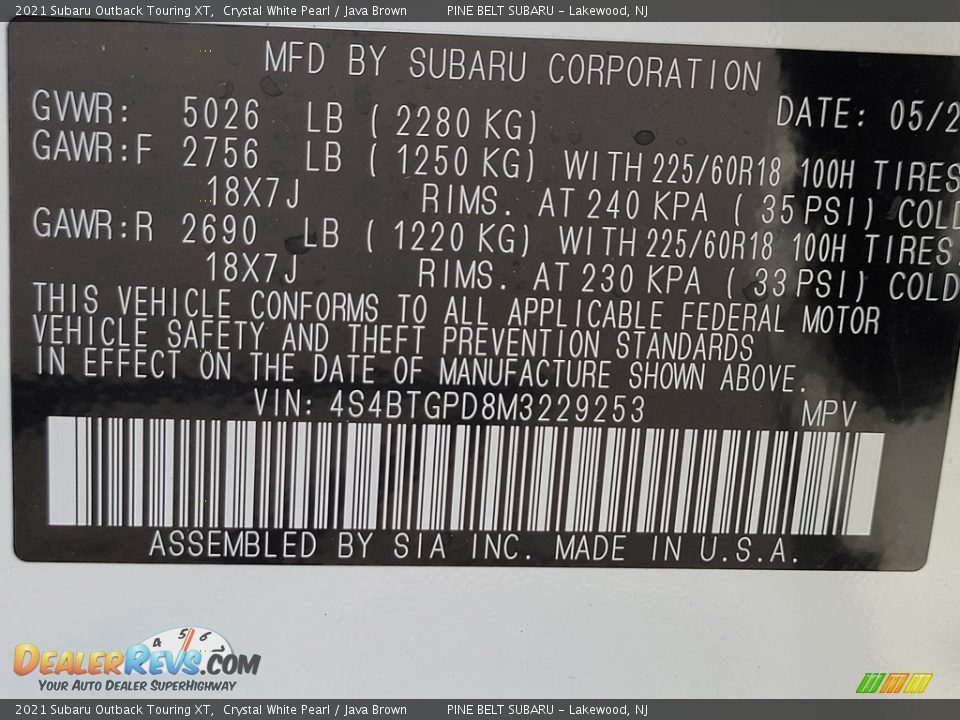 2021 Subaru Outback Touring XT, Crystal White Pearl / Java Brown PINE BELT SUBARU - Lakewood, NJ
MFD BY SUBARU CORPORATION
GVWR: 5026 LB ( 2280 KG) DATE: 05/2
GAWR:F 2756 LB ( 1250 KG) WITH 225/60R18 100H TIRES
18X7J RIMS. AT 240 KPA ( 35 PSI) COLD
GAWR:R 2690 LB ( 1220 KG) WITH 225/60R18 100H TIRES.
18X7J RIMS. AT 230 KPA ( 33 PSI) COLD
THIS VEHICLE CONFORMS TO ALL APPLICABLE FEDERAL MOTOR
VEHICLE SAFETY AND THEFT PREVENTION STANDARDS
IN EFFECT ON THE DATE OF MANUFACTURE SHOWN ABOVE.
VIN: 4S4BTGPD8M3229253 MPV
ASSEMBLED BY SIA INC. MADE IN U.S.A.
4 5 6 7
DEALERREVS.COM
YOUR AUTO DEALER SUPERHIGHWAY
2021 Subaru Outback Touring XT, Crystal White Pearl / Java Brown PINE BELT SUBARU - Lakewood, NJ